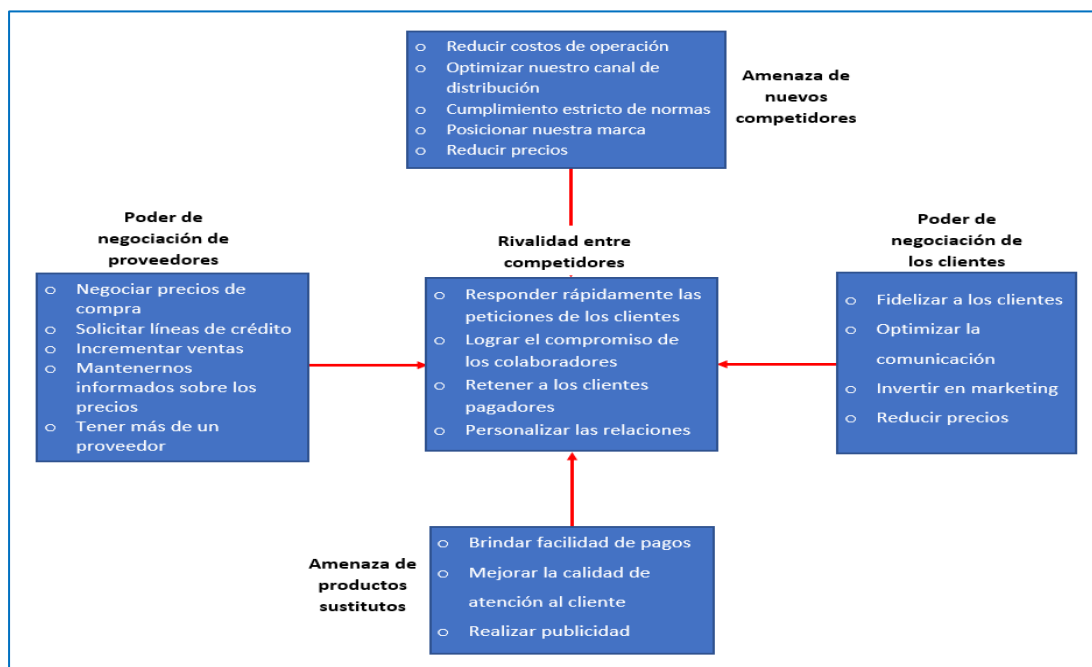 ○ Reducir costos de operación
○ Optimizar nuestro canal de
distribución
○ Cumplimiento estricto de normas
○ Posicionar nuestra marca
○ Reducir precios
Amenaza de
nuevos
competidores
Poder de
negociación de
proveedores
○ Negociar precios de
compra
○ Solicitar líneas de crédito
○ Incrementar ventas
○ Mantenernos
informados sobre los
precios
○ Tener más de un
proveedor
Rivalidad entre
competidores
○ Responder rápidamente las
peticiones de los clientes
○ Lograr el compromiso de
los colaboradores
○ Retener a los clientes
pagadores
○ Personalizar las relaciones
Poder de
negociación de
los clientes
○ Fidelizar a los clientes
○ Optimizar la
comunicación
○ Invertir en marketing
○ Reducir precios
Amenaza de
productos
sustitutos
○ Brindar facilidad de pagos
○ Mejorar la calidad de
atención al cliente
○ Realizar publicidad